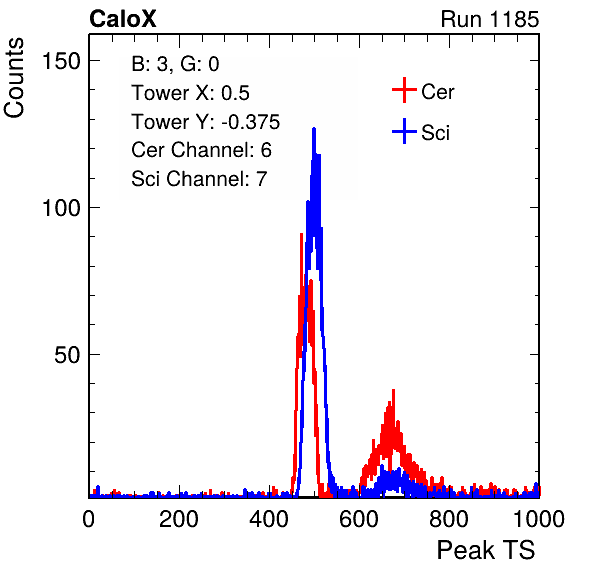 CaloX
Run 1185
Counts
150
100
50
B: 3, G: 0
Tower X: 0.5
Tower Y: -0.375
Cer Channel: 6
Sci Channel: 7
Cer
Sci
0 200 400 600 800 1000
Peak TS